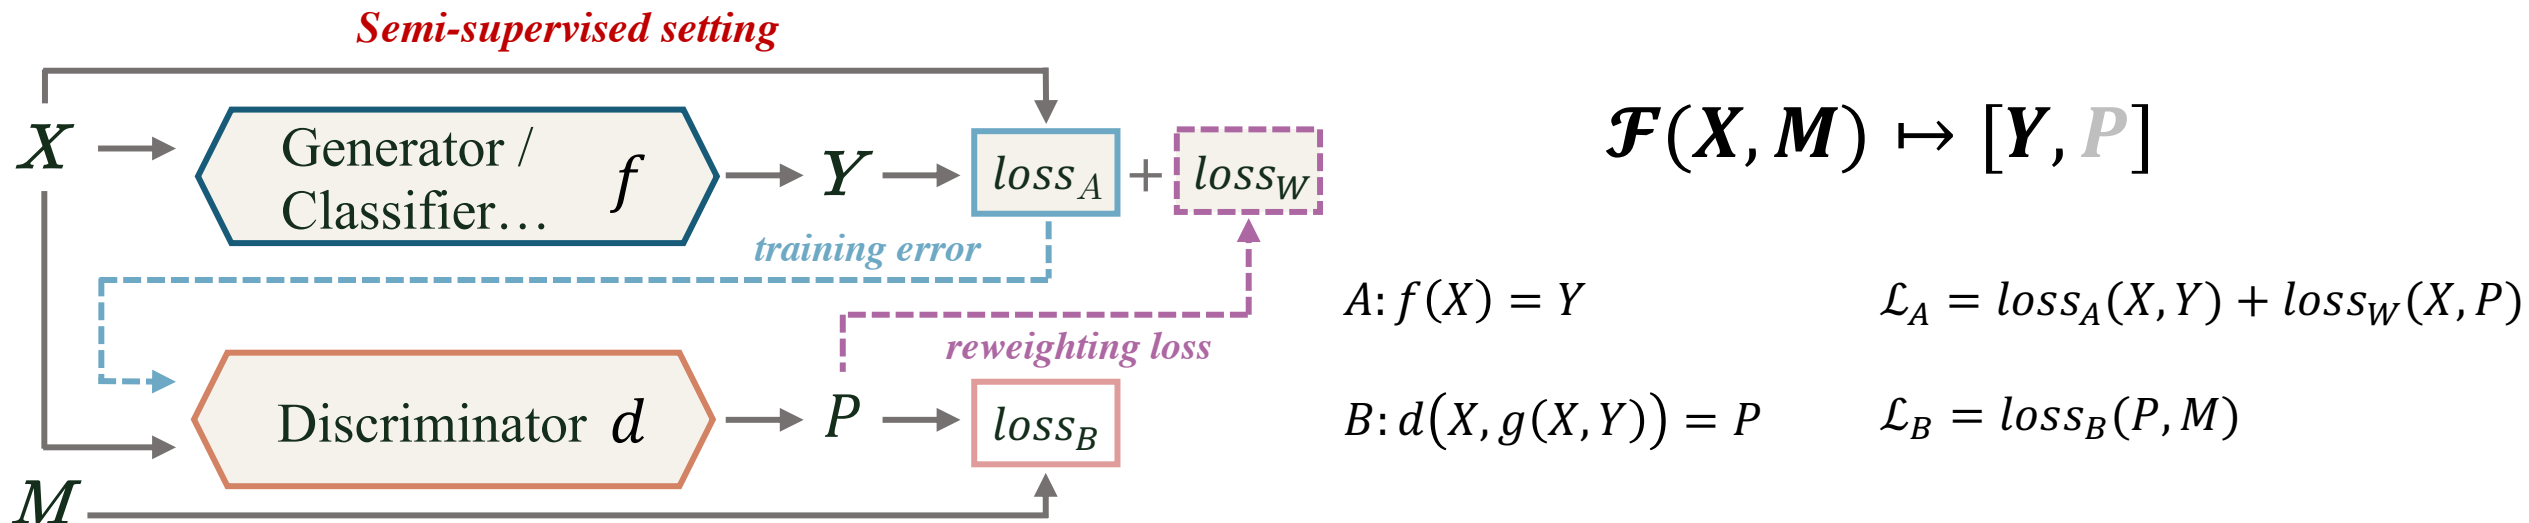 Semi-supervised setting
X
Generator /
Classifier… f
Y
loss_A + loss_W
training error
reweighting loss
Discriminator d
P
loss_B
M
ℱ(X, M) ↦ [Y, P]
A: f(X) = Y
ℒ_A = loss_A(X, Y) + loss_W(X, P)
B: d(X, g(X, Y)) = P
ℒ_B = loss_B(P, M)